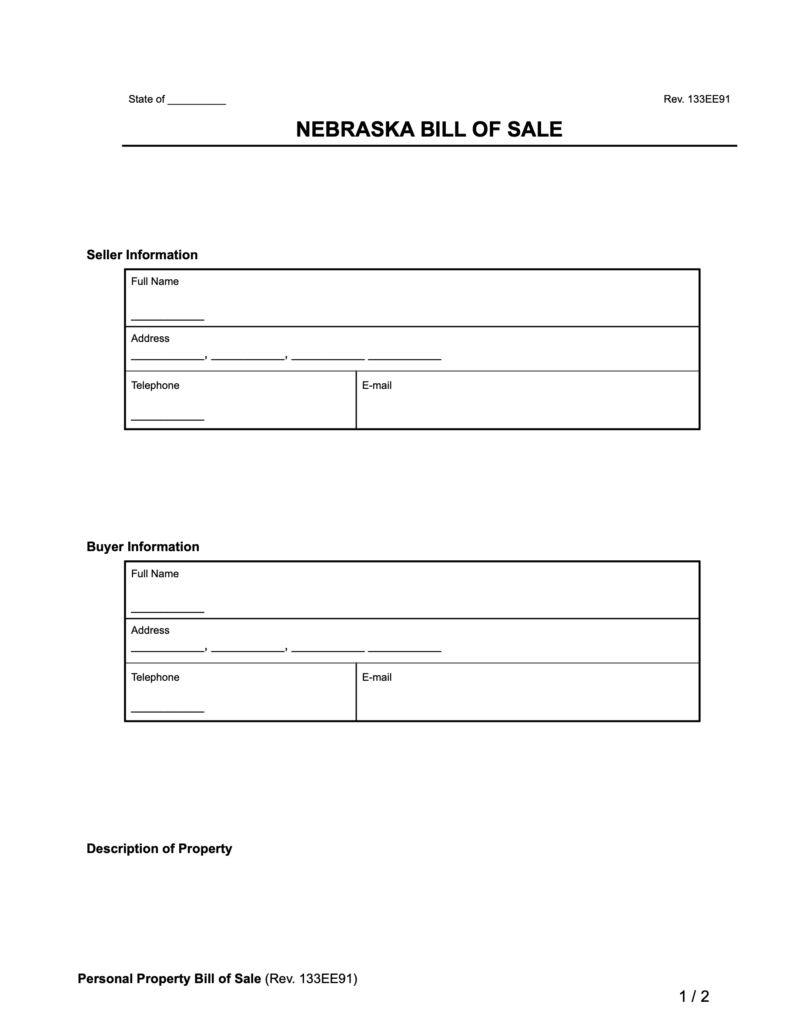 State of __________ Rev. 133EE91
NEBRASKA BILL OF SALE
Seller Information
Full Name
____________
Address
____________, ____________, ____________ ____________
Telephone E-mail
____________
Buyer Information
Full Name
____________
Address
____________, ____________, ____________ ____________
Telephone E-mail
____________
Description of Property
Personal Property Bill of Sale (Rev. 133EE91)
1 / 2